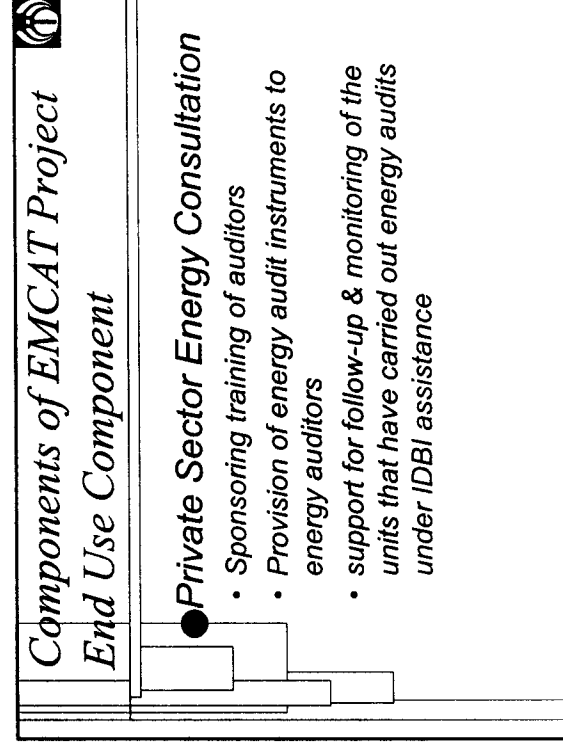 Components of EMCAT Project
End Use Component
●Private Sector Energy Consultation
• Sponsoring training of auditors
• Provision of energy audit instruments to
energy auditors
• support for follow-up & monitoring of the
units that have carried out energy audits
under IDBI assistance